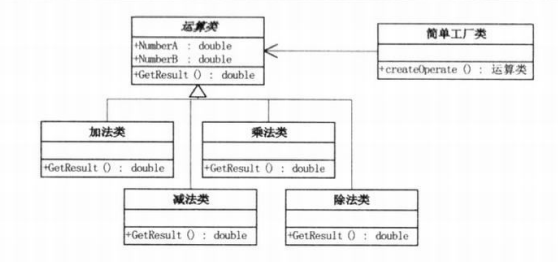 运算类
+NumberA : double
+NumberB : double
+GetResult () : double
简单工厂类
+createOperate () : 运算类
加法类
+GetResult () : double
乘法类
+GetResult () : double
减法类
+GetResult () : double
除法类
+GetResult () : double